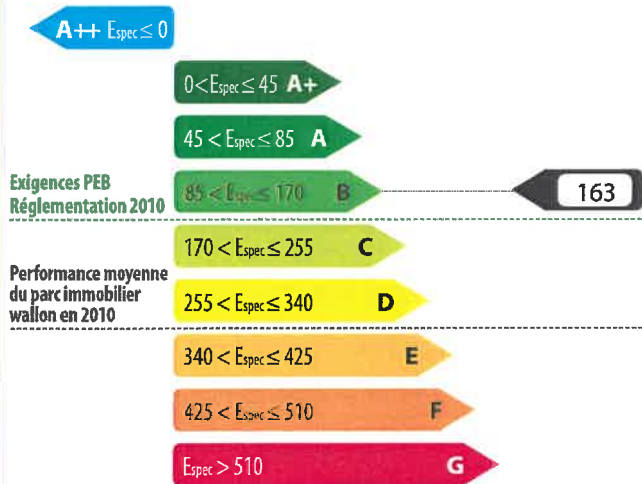 A++ Espec ≤ 0
0 < Espec ≤ 45 A+
45 < Espec ≤ 85 A
Exigences PEB
Réglementation 2010
85 < Espec ≤ 170 B
163
170 < Espec ≤ 255 C
Performance moyenne
du parc immobilier
wallon en 2010
255 < Espec ≤ 340 D
340 < Espec ≤ 425 E
425 < Espec ≤ 510 F
Espec > 510 G